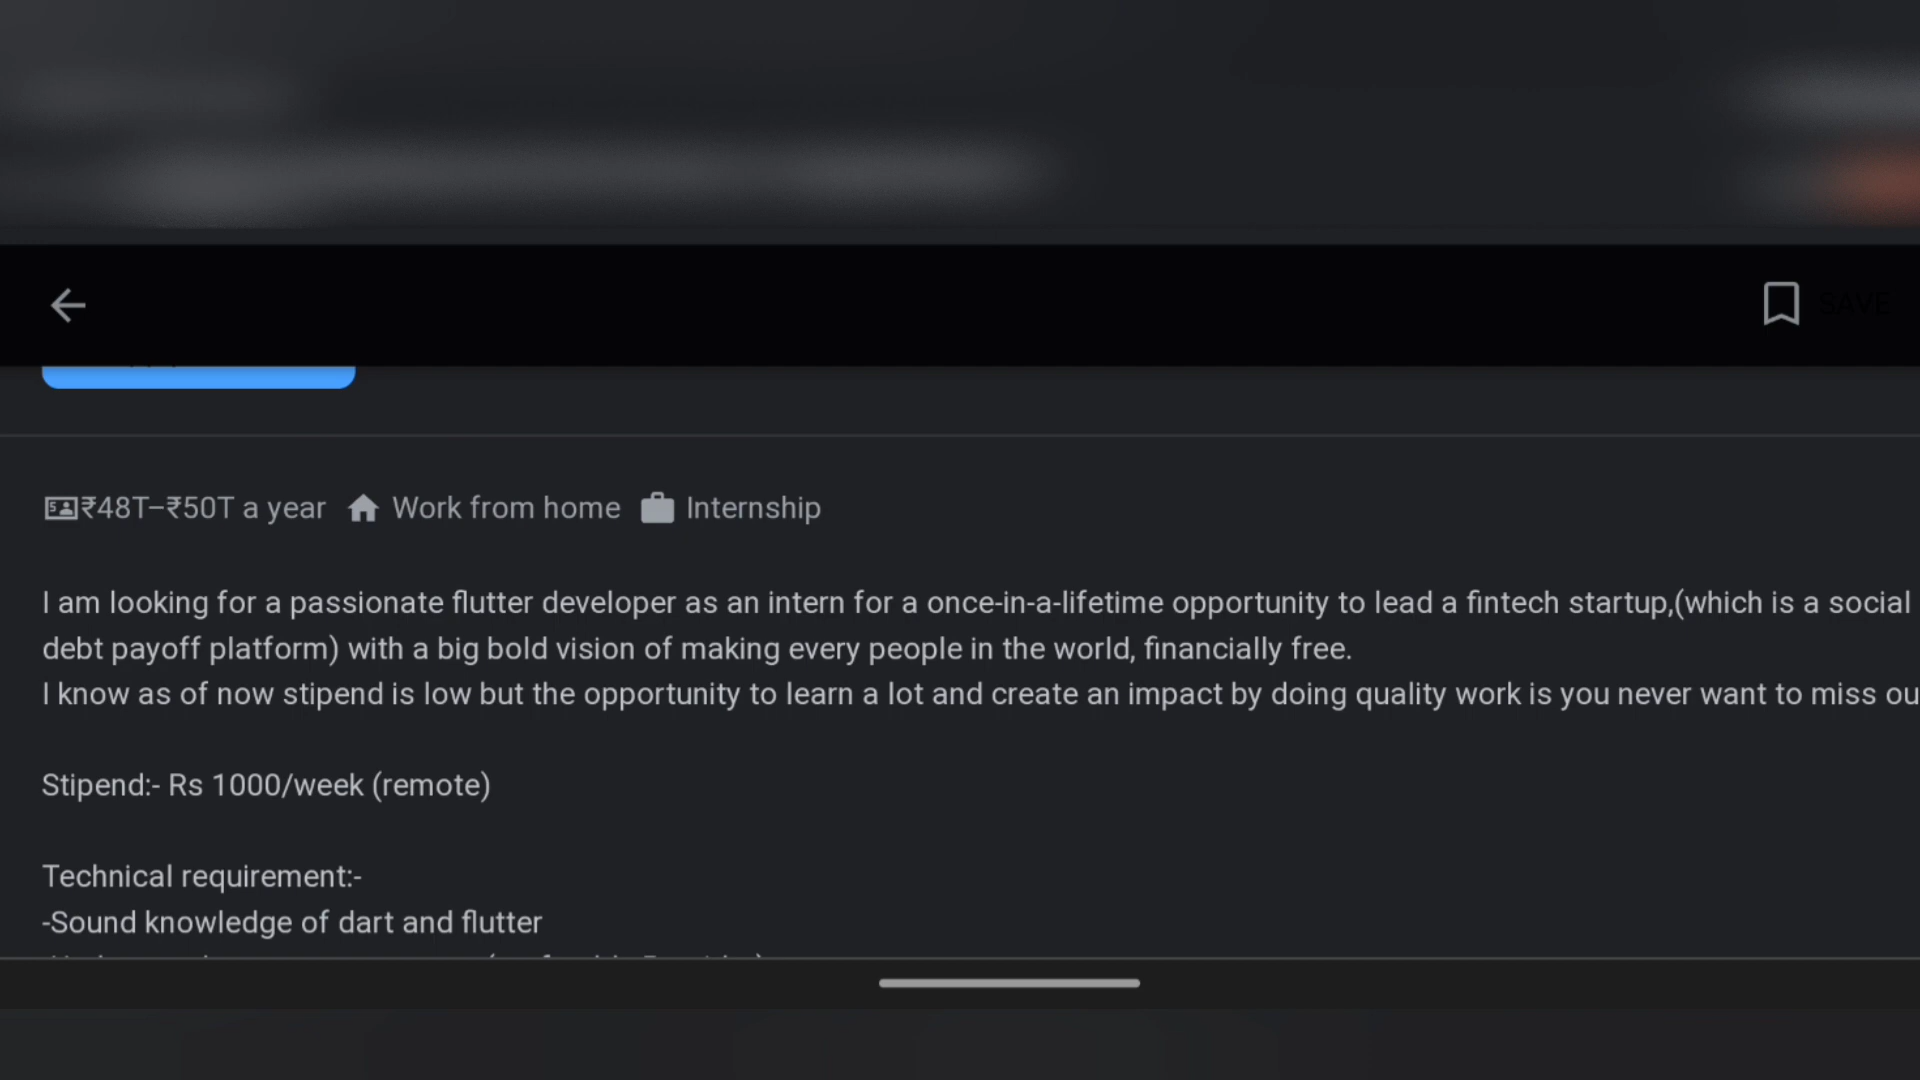 SAVE
₹48T–₹50T a year Work from home Internship
I am looking for a passionate flutter developer as an intern for a once-in-a-lifetime opportunity to lead a fintech startup,(which is a social
debt payoff platform) with a big bold vision of making every people in the world, financially free.
I know as of now stipend is low but the opportunity to learn a lot and create an impact by doing quality work is you never want to miss
Stipend:- Rs 1000/week (remote)
Technical requirement:-
-Sound knowledge of dart and flutter